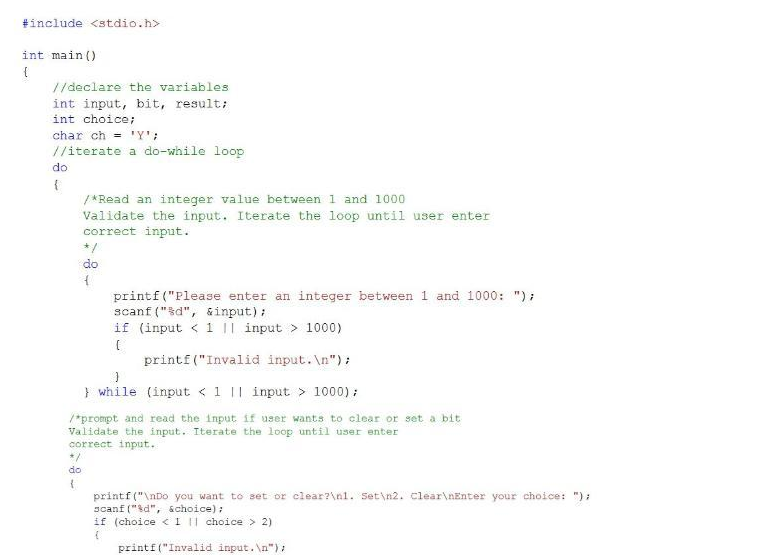 #include <stdio.h>
int main()
{
//declare the variables
int input, bit, result;
int choice;
char ch = 'Y';
//iterate a do-while loop
do
{
/*Read an integer value between 1 and 1000
Validate the input. Iterate the loop until user enter
correct input.
*/
do
{
printf("Please enter an integer between 1 and 1000: ");
scanf("%d", &input);
if (input < 1 || input > 1000)
{
printf("Invalid input.\n");
}
} while (input < 1 || input > 1000);
/*prompt and read the input if user wants to clear or set a bit
Validate the input. Iterate the loop until user enter
correct input.
*/
do
{
printf("\nDo you want to set or clear?\n1. Set\n2. Clear\nEnter your choice: ");
scanf("%d", &choice);
if (choice < 1 || choice > 2)
{
printf("Invalid input.\n");